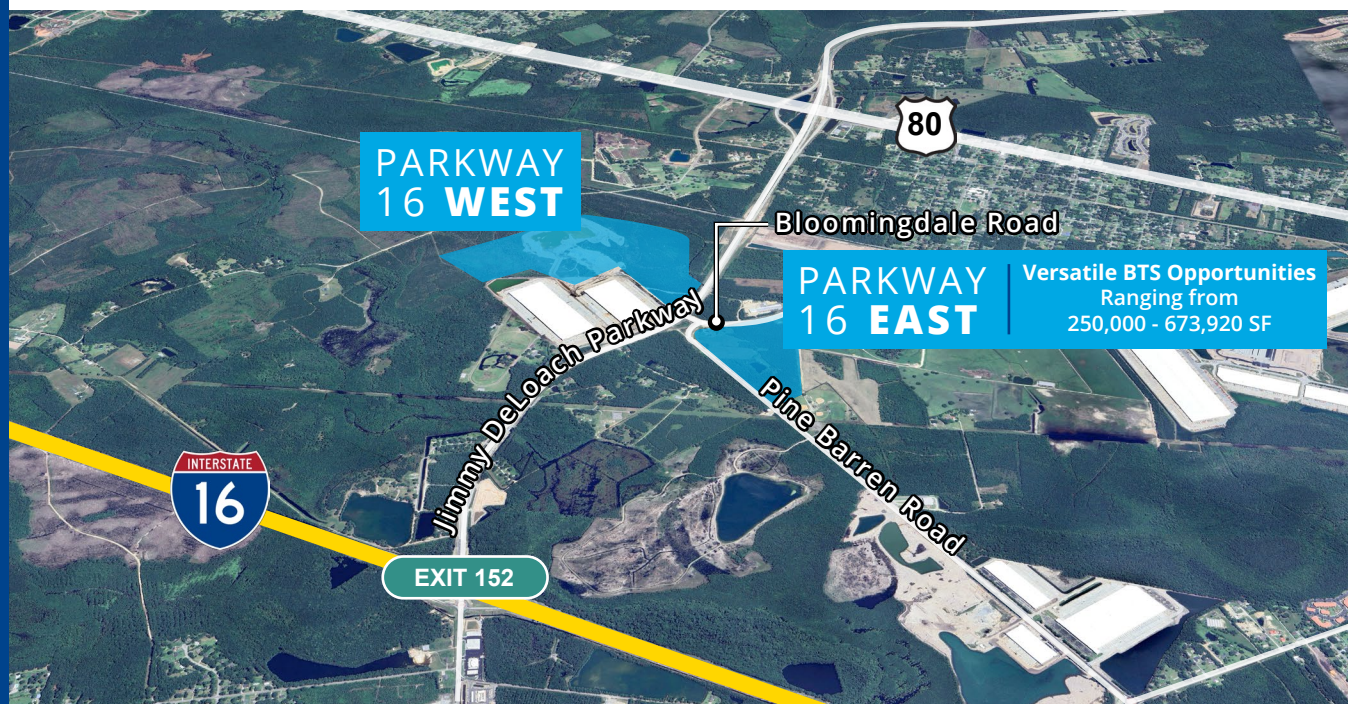 80
PARKWAY
16 WEST
Bloomingdale Road
PARKWAY
16 EAST
Versatile BTS Opportunities
Ranging from
250,000 - 673,920 SF
Jimmy DeLoach Parkway
Pine Barren Road
INTERSTATE
16
EXIT 152